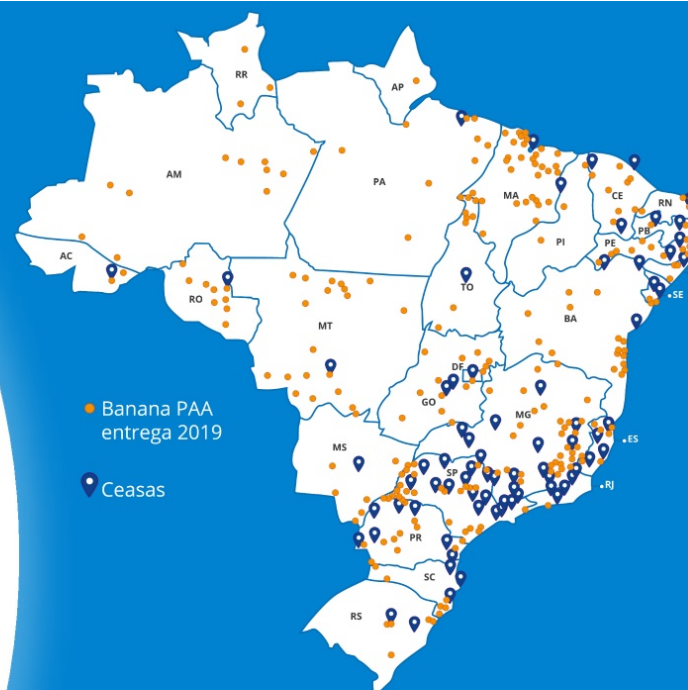 RR
AP
AM
PA
MA
CE
RN
PB
PI
PE
AC
TO
SE
RO
BA
MT
DF
GO
Banana PAA
entrega 2019
MG
ES
MS
SP
Ceasas
RJ
PR
SC
RS